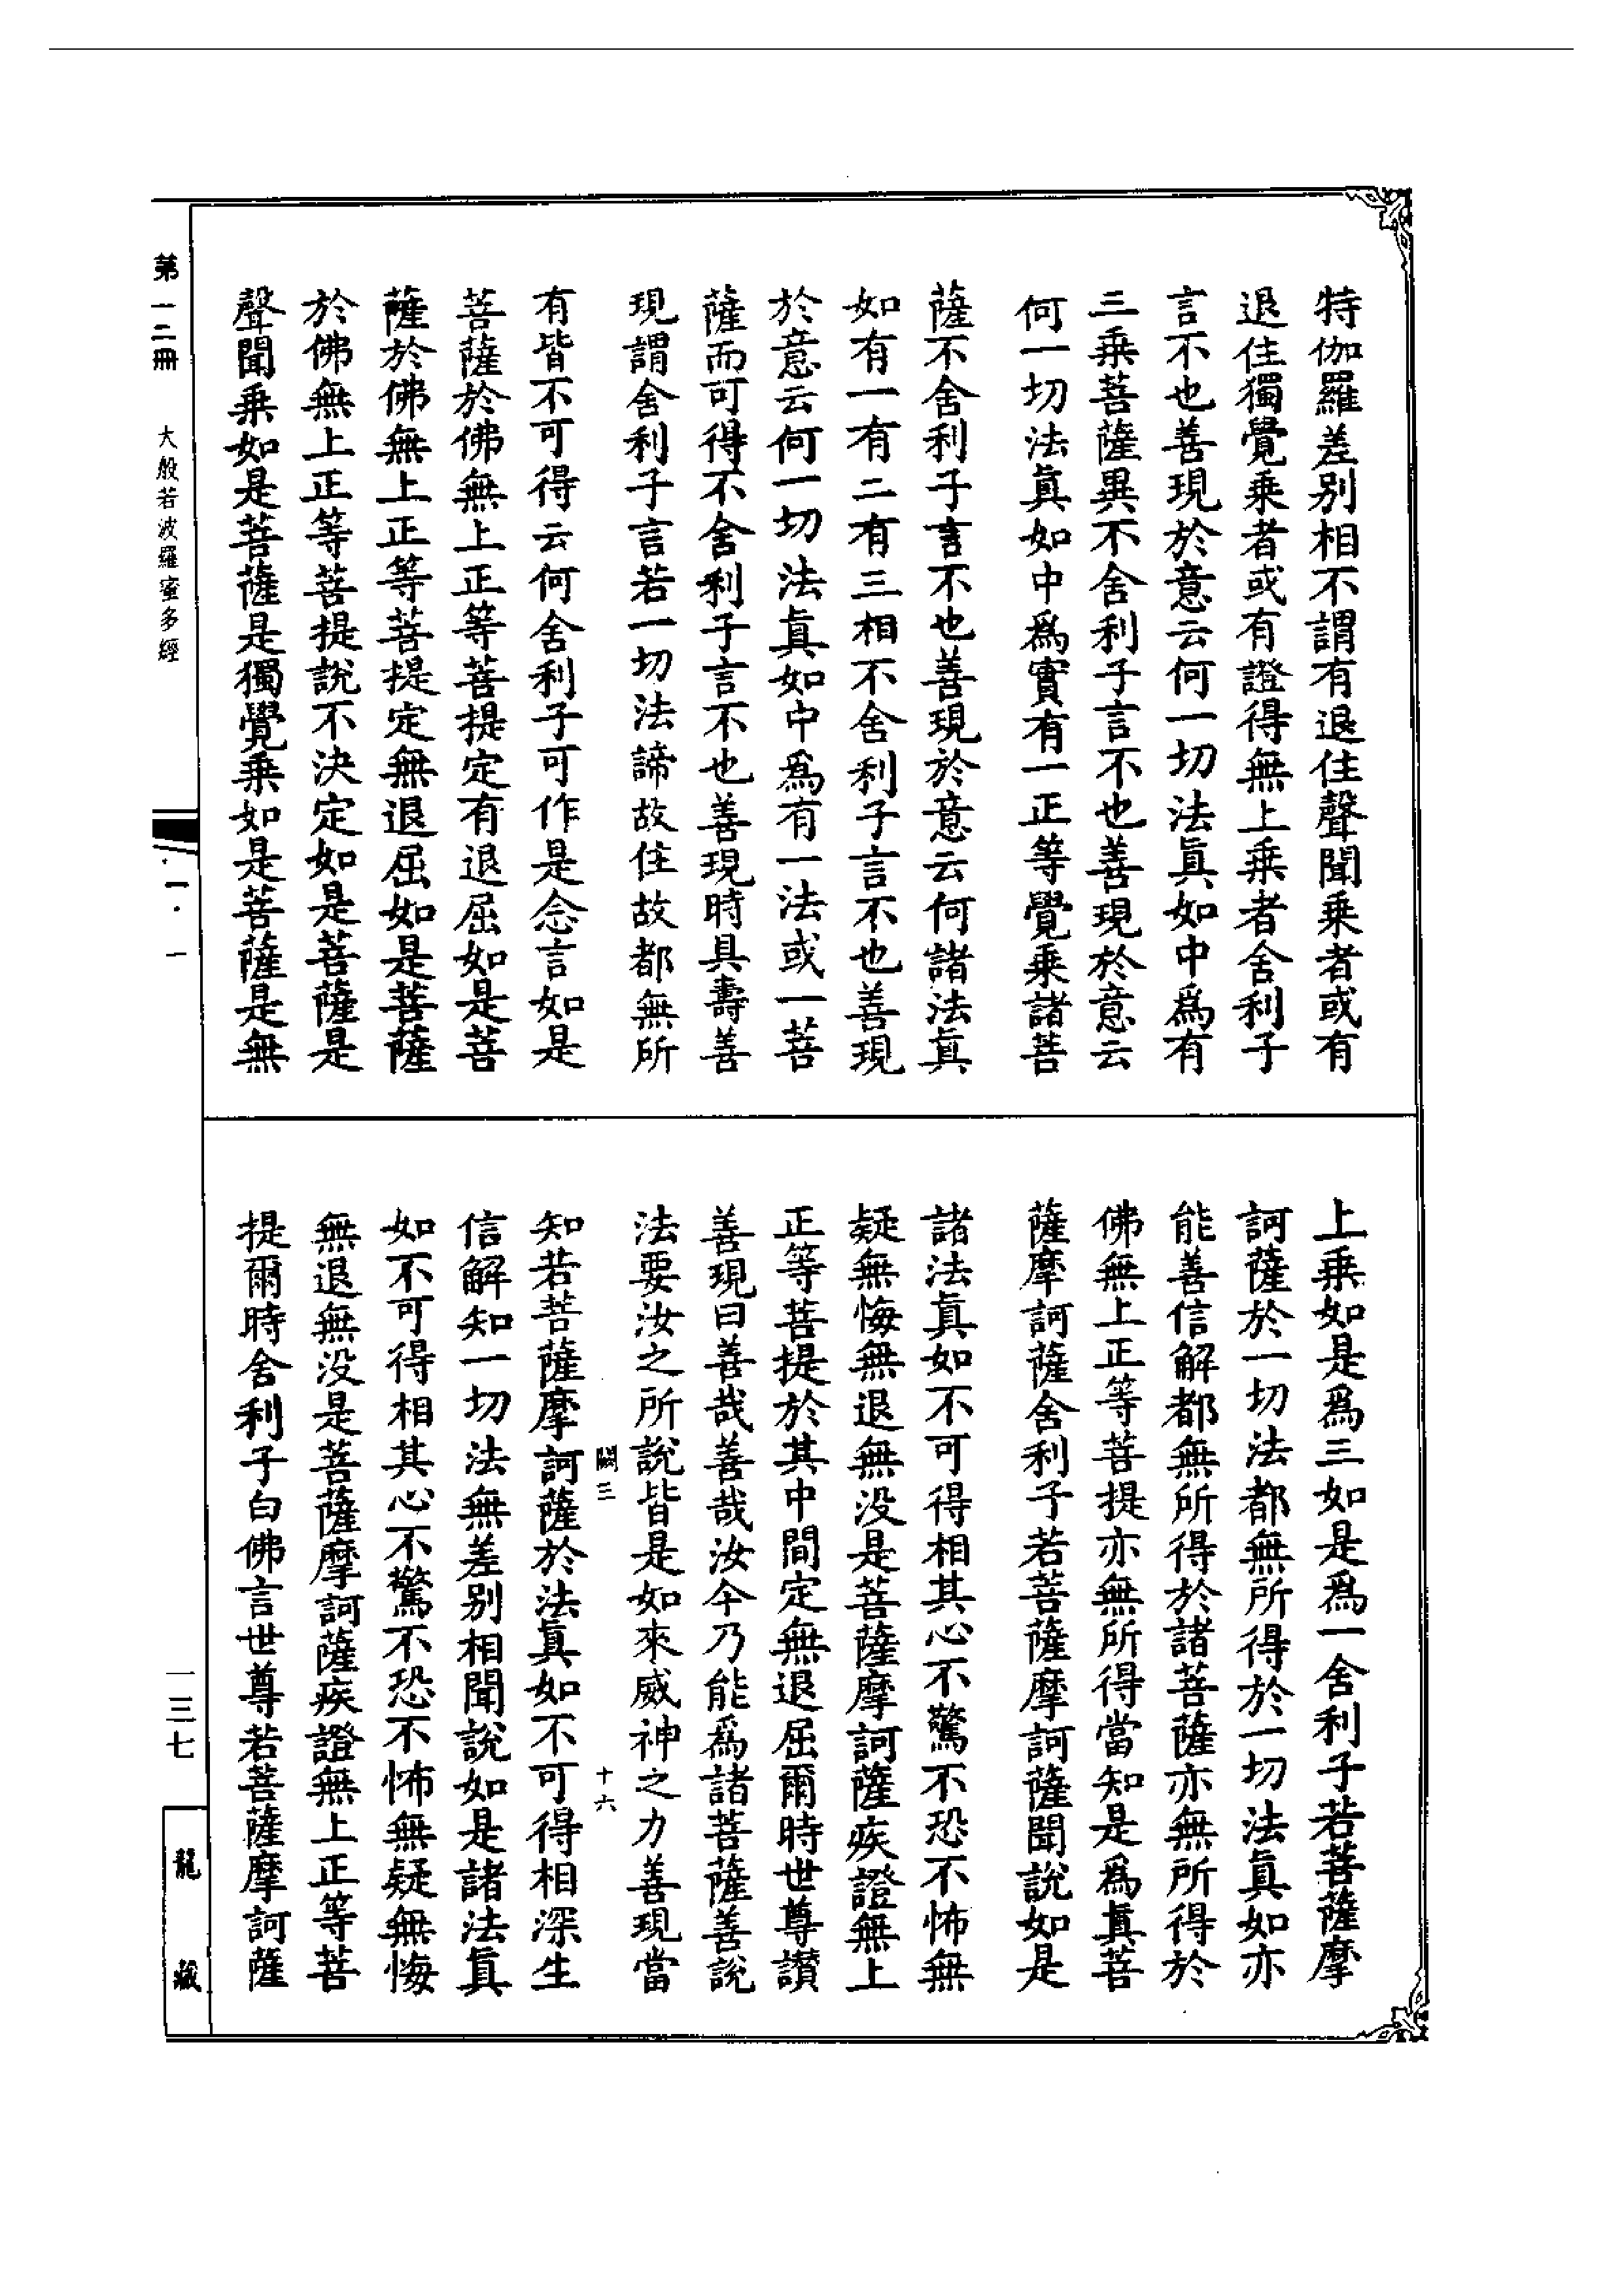 特伽羅差別相不謂有退住聲聞乘者或有
退住獨覺乘者或有證得無上乘者舍利子
言不也善現於意云何一切法眞如中爲有
三乘菩薩異不舍利子言不也善現於意云
何一切法眞如中爲實有一正等覺乘諸菩
薩不舍利子言不也善現於意云何諸法眞
如有一有二有三相不舍利子言不也善現
於意云何一切法眞如中爲有一法或一菩
薩而可得不舍利子言不也善現時具壽善
現謂舍利子言若一切法諦故住故都無所
有皆不可得云何舍利子可作是念言如是
菩薩於佛無上正等菩提定有退屈如是菩
薩於佛無上正等菩提定無退屈如是菩薩
於佛無上正等菩提說不決定如是菩薩是
聲聞乘如是菩薩是獨覺乘如是菩薩是無
上乘如是爲三如是爲一舍利子若菩薩摩
訶薩於一切法都無所得於一切法眞如亦
能善信解都無所得於諸菩薩亦無所得於
佛無上正等菩提亦無所得當知是爲眞菩
薩摩訶薩舍利子若菩薩摩訶薩聞說如是
諸法眞如不可得相其心不驚不恐不怖無
疑無悔無退無没是菩薩摩訶薩疾證無上
正等菩提於其中間定無退屈爾時世尊讚
善現曰善哉善哉汝今乃能爲諸菩薩善說
法要汝之所說皆是如來威神之力善現當
闕三 十六
知若菩薩摩訶薩於法眞如不可得相深生
信解知一切法無差别相聞說如是諸法眞
如不可得相其心不驚不恐不怖無疑無悔
無退無没是菩薩摩訶薩疾證無上正等菩
提爾時舍利子白佛言世尊若菩薩摩訶薩
第一二冊 大般若波羅蜜多經 一·一 一三七 龍藏